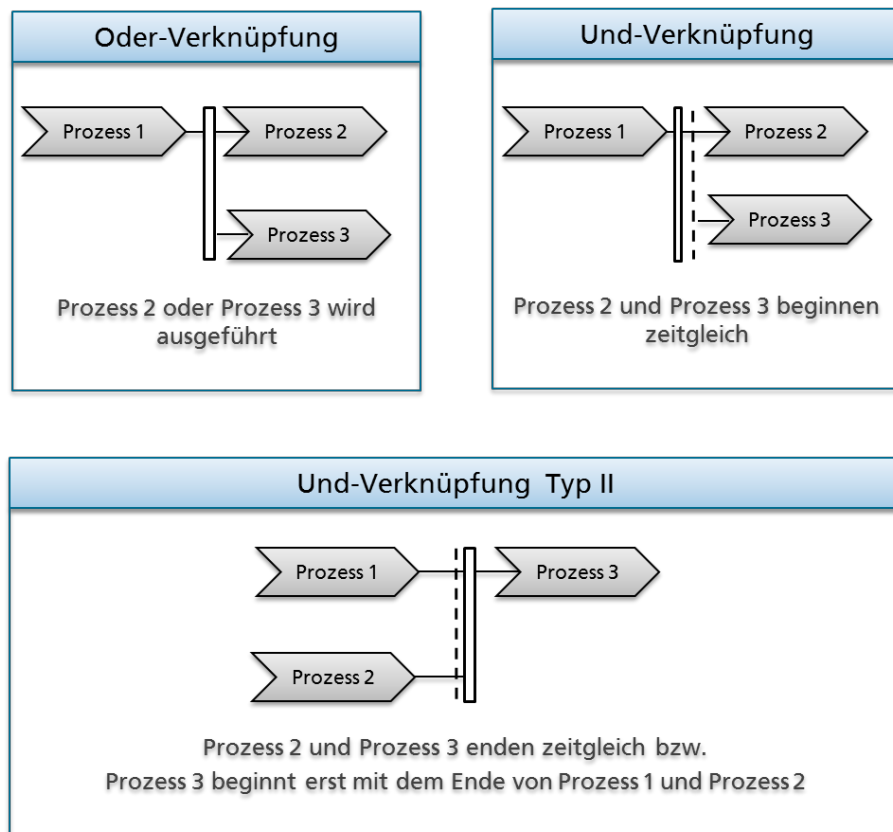 Oder-Verknüpfung
Prozess 1
Prozess 2
Prozess 3
Prozess 2 oder Prozess 3 wird
ausgeführt
Und-Verknüpfung
Prozess 1
Prozess 2
Prozess 3
Prozess 2 und Prozess 3 beginnen
zeitgleich
Und-Verknüpfung Typ II
Prozess 1
Prozess 3
Prozess 2
Prozess 2 und Prozess 3 enden zeitgleich bzw.
Prozess 3 beginnt erst mit dem Ende von Prozess 1 und Prozess 2